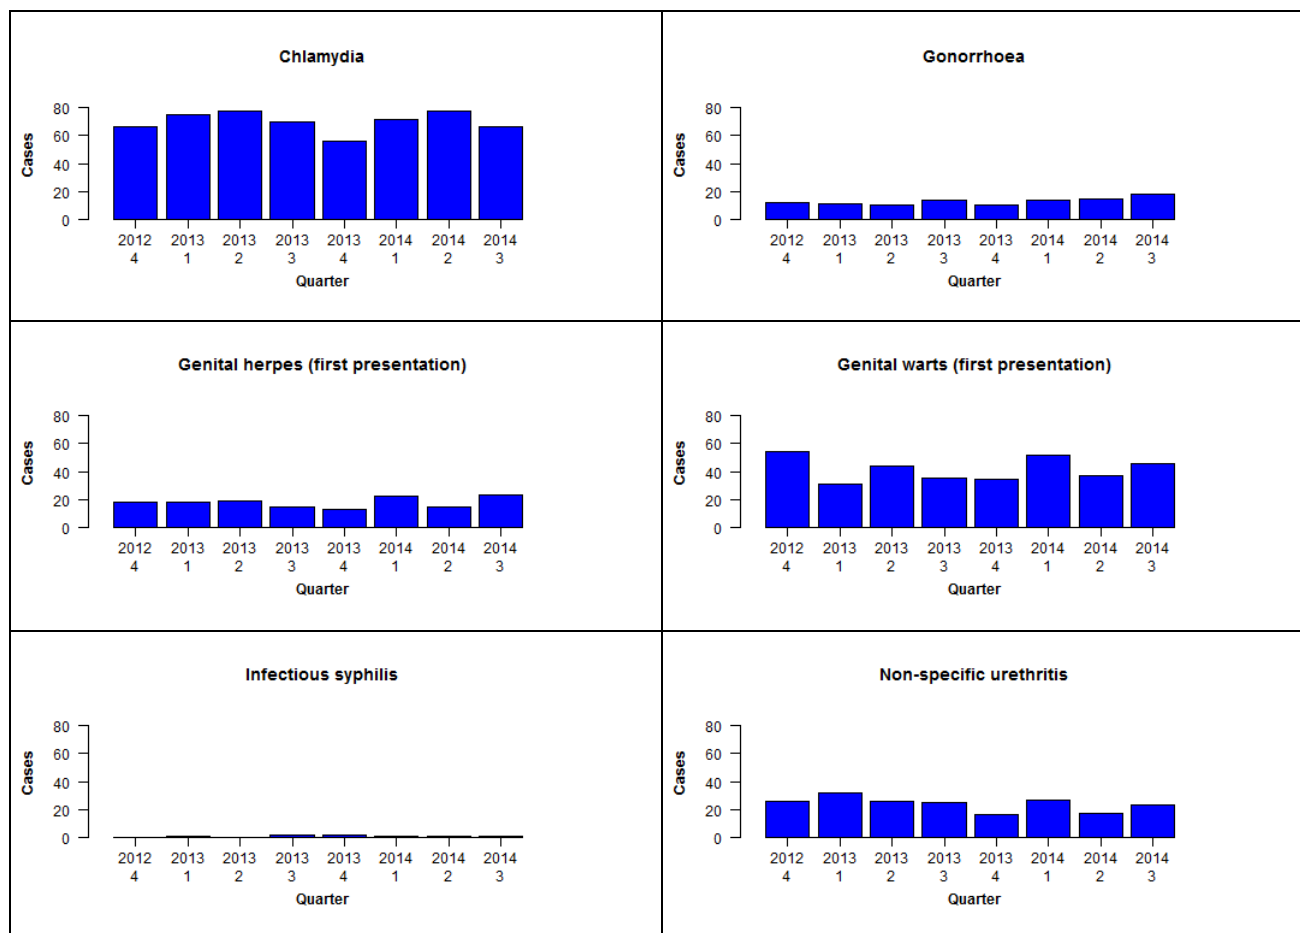 Chlamydia
80
60
40
20
0
Cases
2012 2013 2013 2013 2013 2014 2014 2014
4 1 2 3 4 1 2 3
Quarter
Gonorrhoea
80
60
40
20
0
Cases
2012 2013 2013 2013 2013 2014 2014 2014
4 1 2 3 4 1 2 3
Quarter
Genital herpes (first presentation)
80
60
40
20
0
Cases
2012 2013 2013 2013 2013 2014 2014 2014
4 1 2 3 4 1 2 3
Quarter
Genital warts (first presentation)
80
60
40
20
0
Cases
2012 2013 2013 2013 2013 2014 2014 2014
4 1 2 3 4 1 2 3
Quarter
Infectious syphilis
80
60
40
20
0
Cases
2012 2013 2013 2013 2013 2014 2014 2014
4 1 2 3 4 1 2 3
Quarter
Non-specific urethritis
80
60
40
20
0
Cases
2012 2013 2013 2013 2013 2014 2014 2014
4 1 2 3 4 1 2 3
Quarter